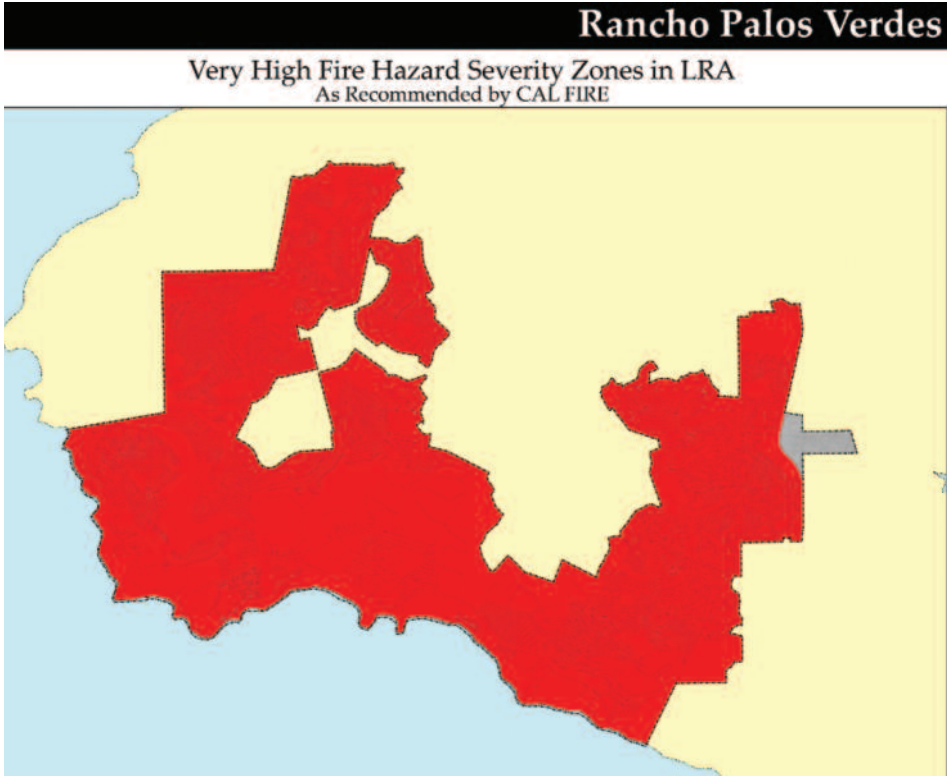 Rancho Palos Verdes
Very High Fire Hazard Severity Zones in LRA
As Recommended by CAL FIRE